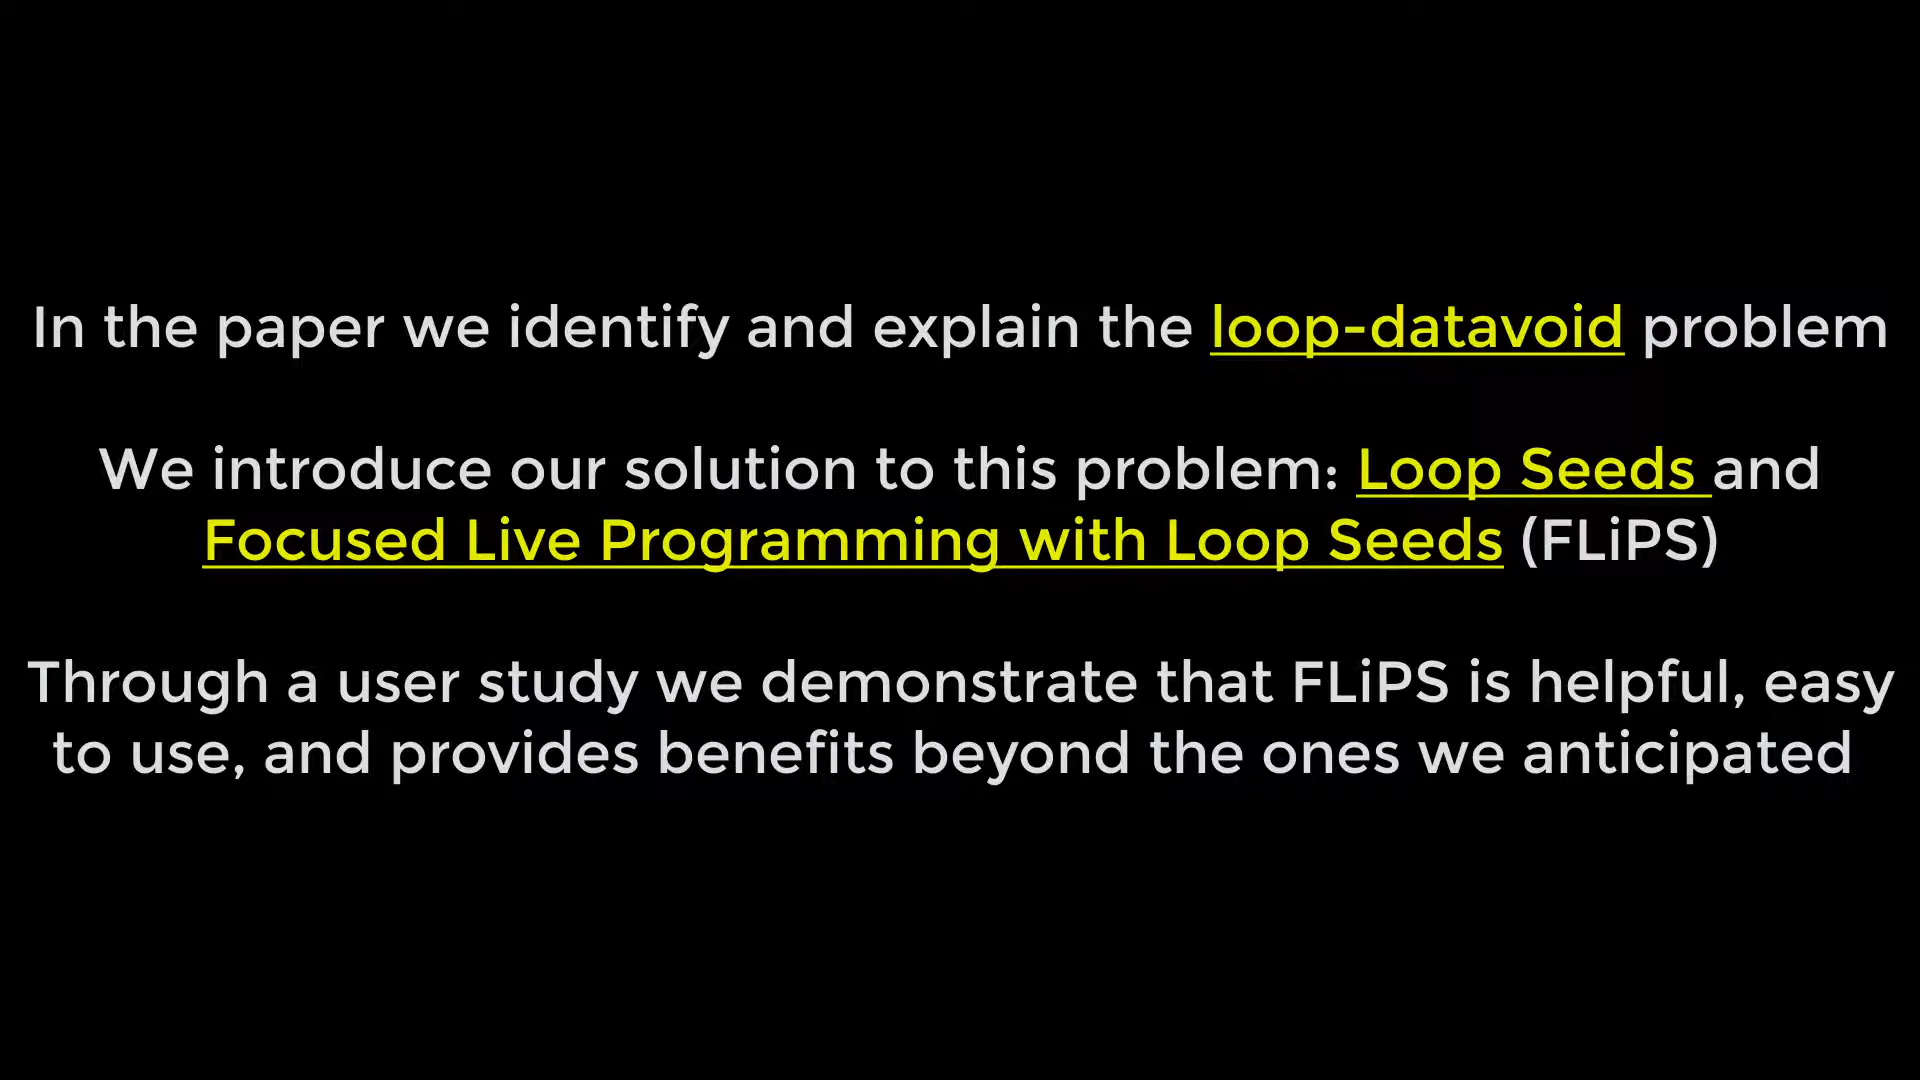 In the paper we identify and explain the loop-datavoid problem
We introduce our solution to this problem: Loop Seeds and
Focused Live Programming with Loop Seeds (FLiPS)
Through a user study we demonstrate that FLiPS is helpful, easy
to use, and provides benefits beyond the ones we anticipated